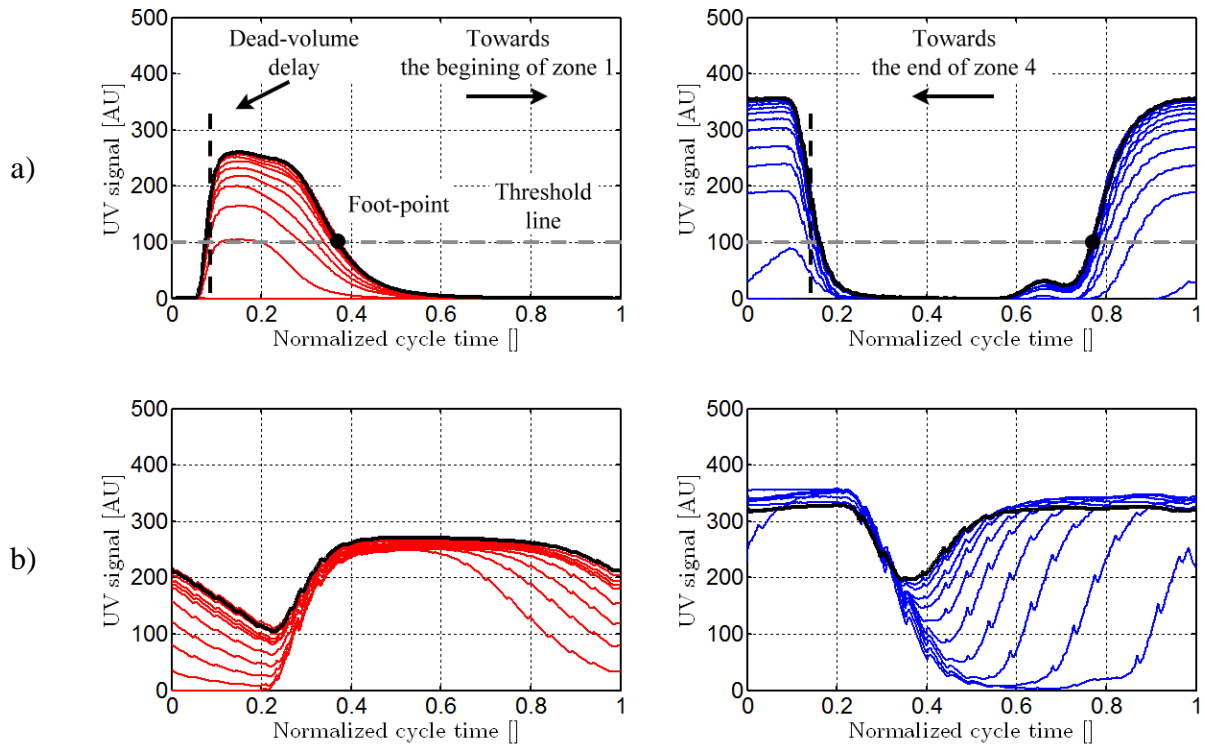 a)
500
400
300
200
100
0
UV signal [AU]
Dead-volume
delay
Towards
the begining of zone 1
Foot-point
Threshold
line
0 0.2 0.4 0.6 0.8 1
Normalized cycle time []
500
400
300
200
100
0
UV signal [AU]
Towards
the end of zone 4
0 0.2 0.4 0.6 0.8 1
Normalized cycle time []
b)
500
400
300
200
100
0
UV signal [AU]
0 0.2 0.4 0.6 0.8 1
Normalized cycle time []
500
400
300
200
100
0
UV signal [AU]
0 0.2 0.4 0.6 0.8 1
Normalized cycle time []